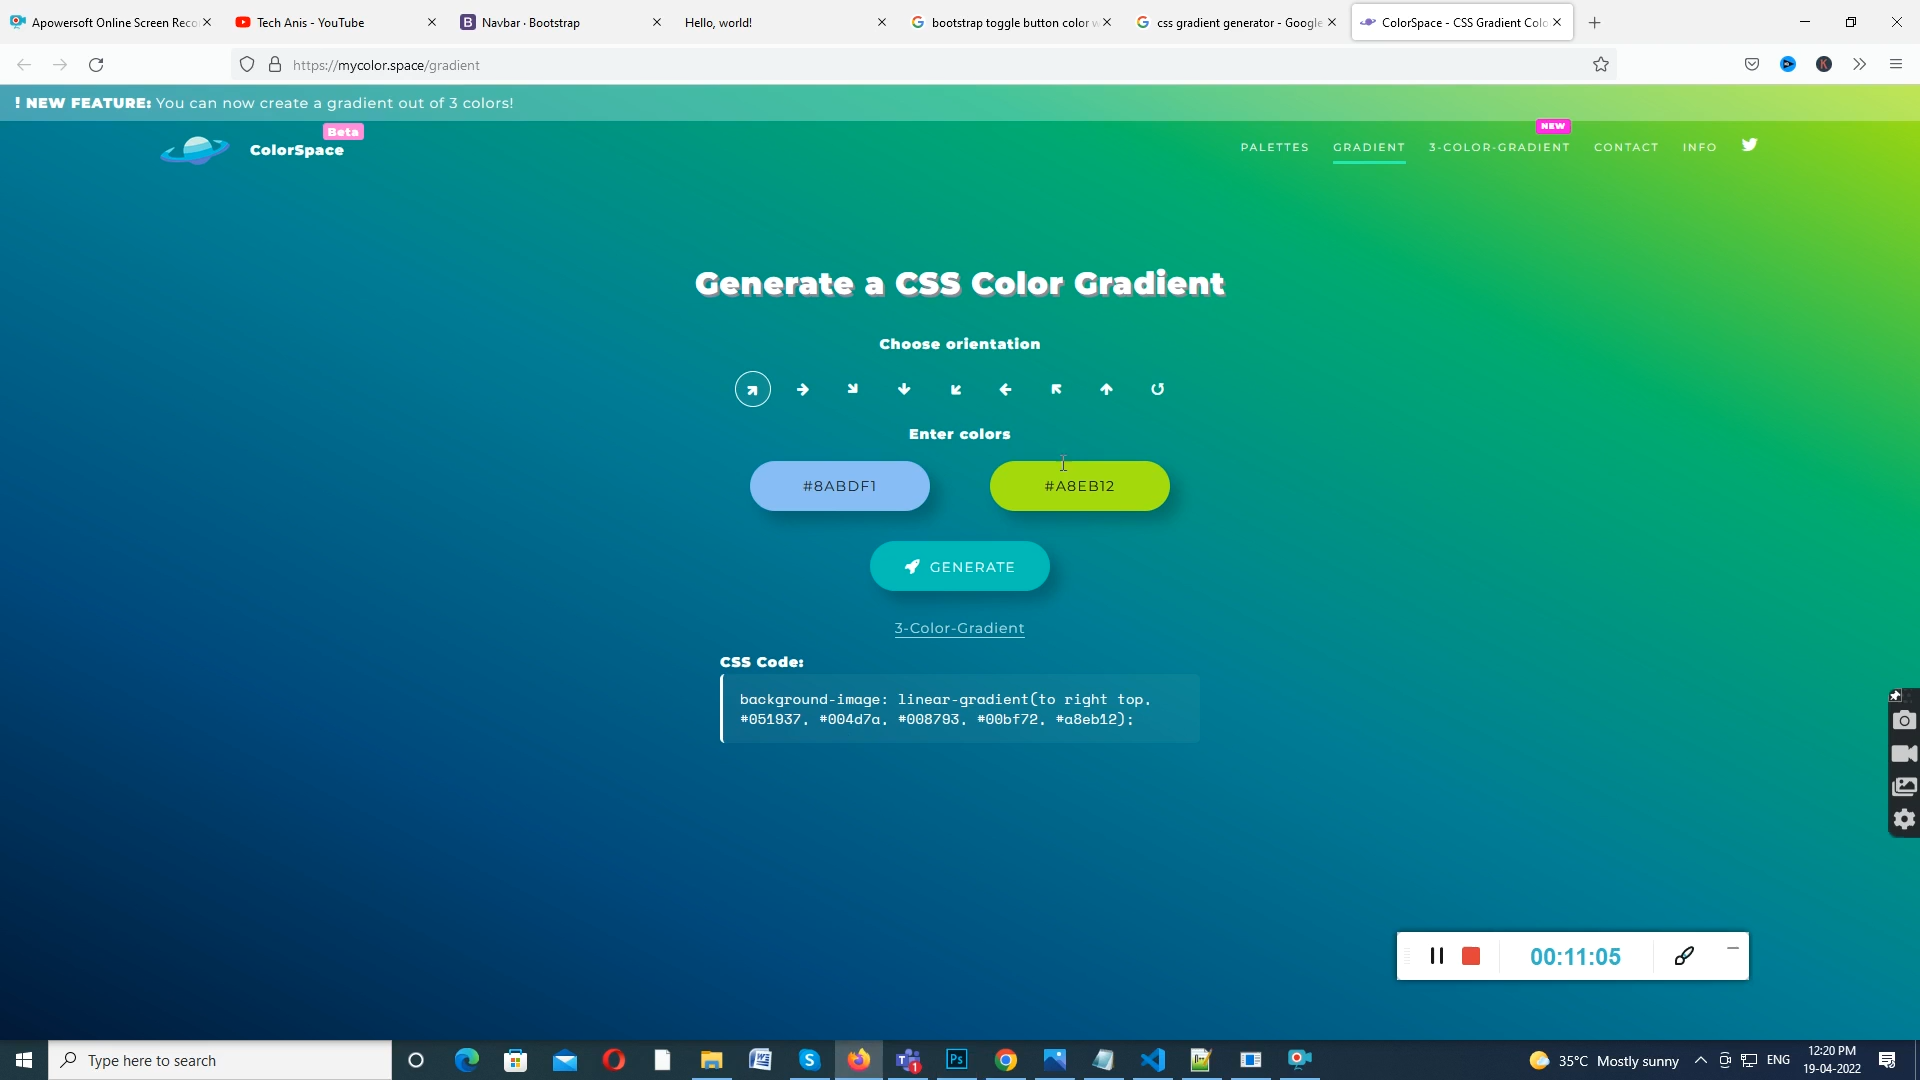 Apowersoft Online Screen Reco
Tech Anis - YouTube
Navbar · Bootstrap
Hello, world!
bootstrap toggle button color w
css gradient generator - Google
ColorSpace - CSS Gradient Colo
https://mycolor.space/gradient
! NEW FEATURE: You can now create a gradient out of 3 colors!
Beta
ColorSpace
PALETTES
GRADIENT
NEW
3-COLOR-GRADIENT
CONTACT
INFO
Generate a CSS Color Gradient
Choose orientation
Enter colors
#8ABDF1
#A8EB12
GENERATE
3-Color-Gradient
CSS Code:
background-image: linear-gradient(to right top,
#051937, #004d7a, #008793, #00bf72, #a8eb12);
00:11:05
Type here to search
35°C Mostly sunny
ENG
12:20 PM
19-04-2022